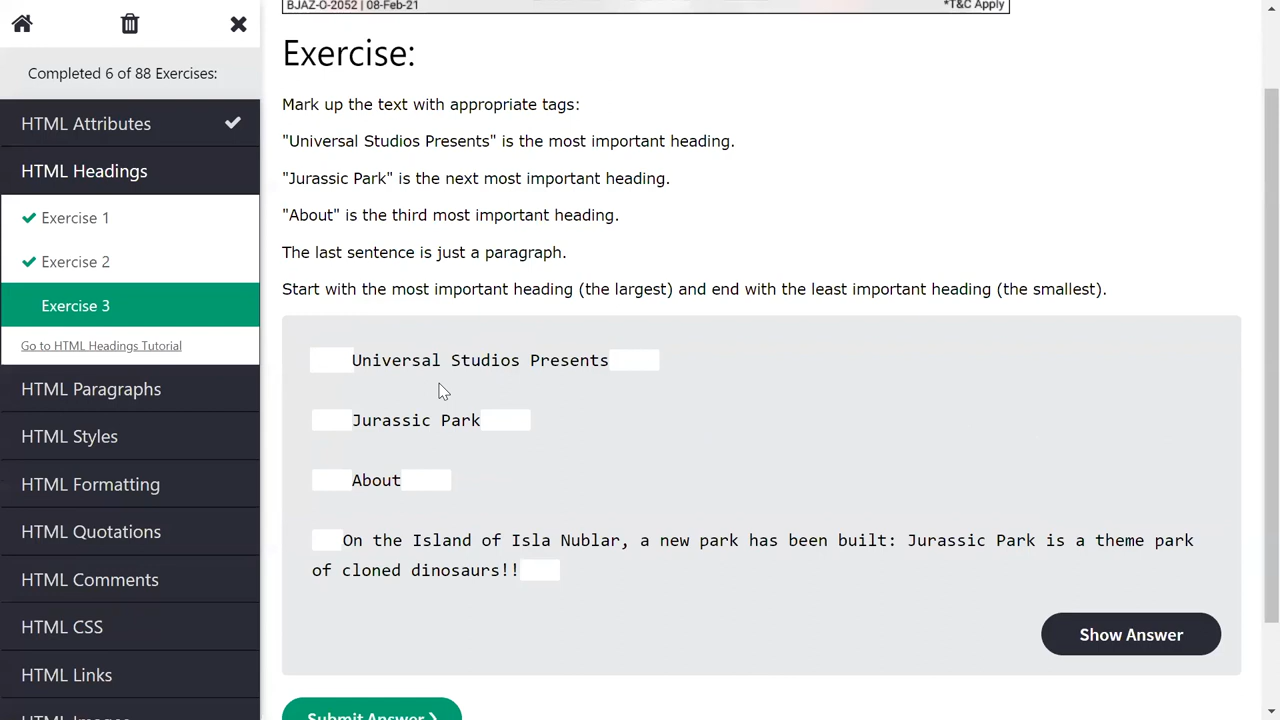 BJAZ-O-2052 | 08-Feb-21
*T&C Apply
Completed 6 of 88 Exercises:
HTML Attributes
HTML Headings
Exercise 1
Exercise 2
Exercise 3
Go to HTML Headings Tutorial
HTML Paragraphs
HTML Styles
HTML Formatting
HTML Quotations
HTML Comments
HTML CSS
HTML Links
HTML Images
Exercise:
Mark up the text with appropriate tags:
"Universal Studios Presents" is the most important heading.
"Jurassic Park" is the next most important heading.
"About" is the third most important heading.
The last sentence is just a paragraph.
Start with the most important heading (the largest) and end with the least important heading (the smallest).
Universal Studios Presents
Jurassic Park
About
On the Island of Isla Nublar, a new park has been built: Jurassic Park is a theme park
of cloned dinosaurs!!
Show Answer
Submit Answer ❯